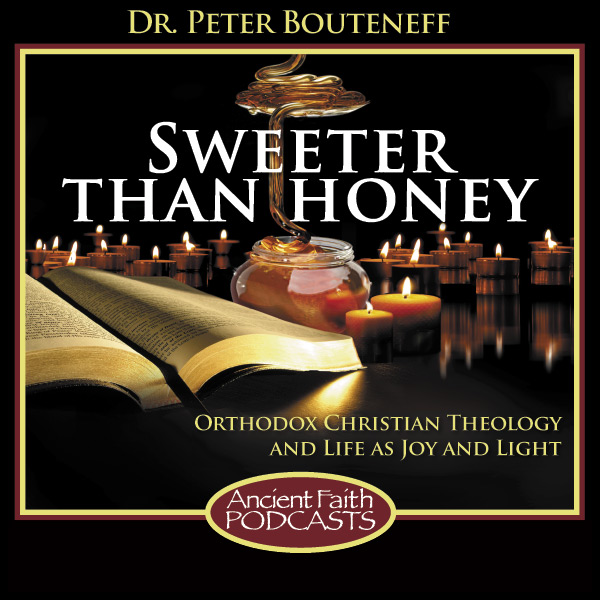 Dr. Peter Bouteneff
Sweeter
than Honey
Orthodox Christian Theology
and Life as Joy and Light
Ancient Faith
PODCASTS